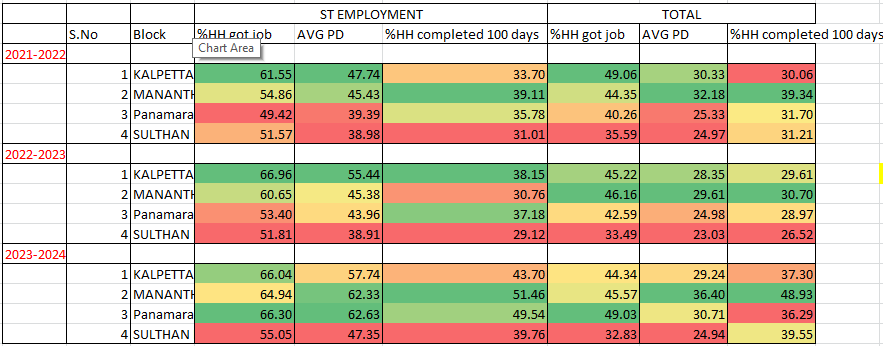 ST EMPLOYMENT TOTAL
S.No Block %HH got job AVG PD %HH completed 100 days %HH got job AVG PD %HH completed 100 days
Chart Area
2021-2022
1 KALPETTA 61.55 47.74 33.70 49.06 30.33 30.06
2 MANANTH 54.86 45.43 39.11 44.35 32.18 39.34
3 Panamara 49.42 39.39 35.78 40.26 25.33 31.70
4 SULTHAN 51.57 38.98 31.01 35.59 24.97 31.21
2022-2023
1 KALPETTA 66.96 55.44 38.15 45.22 28.35 29.61
2 MANANTH 60.65 45.38 30.76 46.16 29.61 30.70
3 Panamara 53.40 43.96 37.18 42.59 24.98 28.97
4 SULTHAN 51.81 38.91 29.12 33.49 23.03 26.52
2023-2024
1 KALPETTA 66.04 57.74 43.70 44.34 29.24 37.30
2 MANANTH 64.94 62.33 51.46 45.57 36.40 48.93
3 Panamara 66.30 62.63 49.54 49.03 30.71 36.29
4 SULTHAN 55.05 47.35 39.76 32.83 24.94 39.55